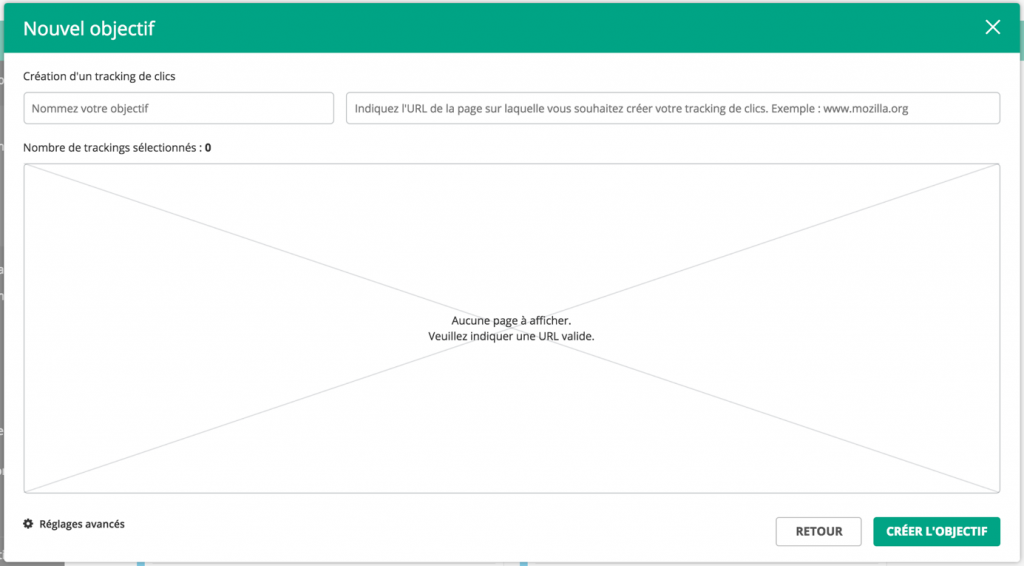 Nouvel objectif
Création d'un tracking de clics
Nommez votre objectif
Indiquez l'URL de la page sur laquelle vous souhaitez créer votre tracking de clics. Exemple : www.mozilla.org
Nombre de trackings sélectionnés : 0
Aucune page à afficher.
Veuillez indiquer une URL valide.
Réglages avancés
RETOUR
CRÉER L'OBJECTIF